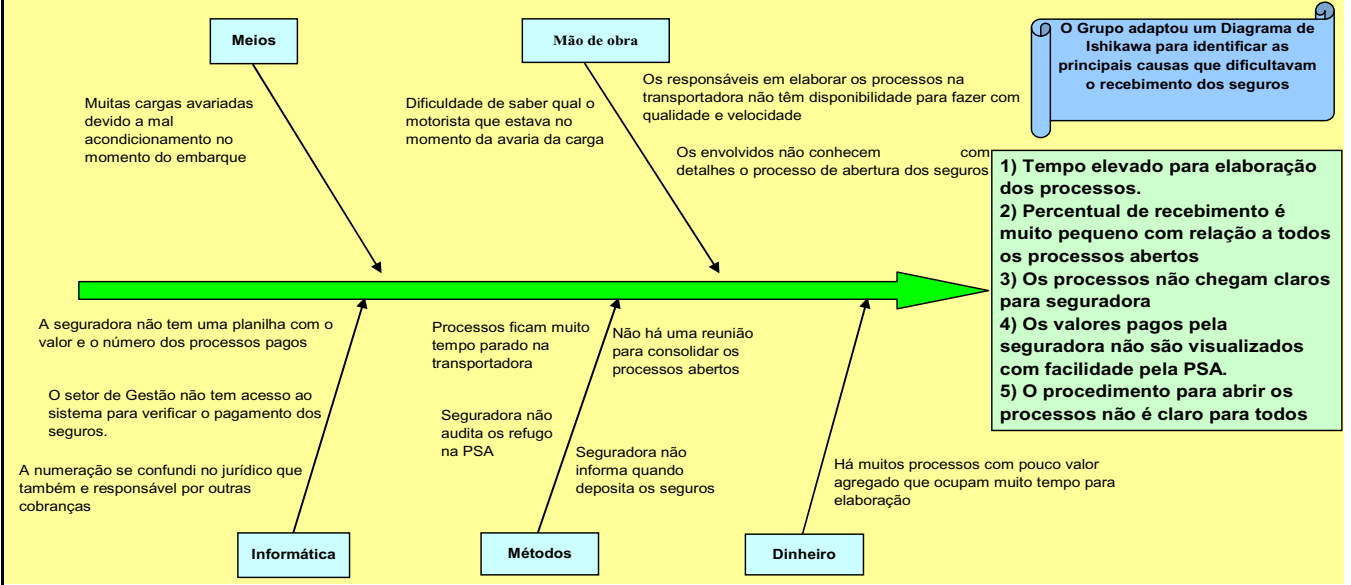 Meios
Mão de obra
O Grupo adaptou um Diagrama de
Ishikawa para identificar as
principais causas que dificultavam
o recebimento dos seguros
Muitas cargas avariadas
devido a mal
acondicionamento no
momento do embarque
Dificuldade de saber qual o
motorista que estava no
momento da avaria da carga
Os responsáveis em elaborar os processos na
transportadora não têm disponibilidade para fazer com
qualidade e velocidade
Os envolvidos não conhecem com
detalhes o processo de abertura dos seguros
1) Tempo elevado para elaboração
dos processos.
2) Percentual de recebimento é
muito pequeno com relação a todos
os processos abertos
3) Os processos não chegam claros
para seguradora
4) Os valores pagos pela
seguradora não são visualizados
com facilidade pela PSA.
5) O procedimento para abrir os
processos não é claro para todos
A seguradora não tem uma planilha com o
valor e o número dos processos pagos
O setor de Gestão não tem acesso ao
sistema para verificar o pagamento dos
seguros.
A numeração se confundi no jurídico que
também e responsável por outras
cobranças
Processos ficam muito
tempo parado na
transportadora
Não há uma reunião
para consolidar os
processos abertos
Seguradora não
audita os refugo
na PSA
Seguradora não
informa quando
deposita os seguros
Há muitos processos com pouco valor
agregado que ocupam muito tempo para
elaboração
Informática
Métodos
Dinheiro